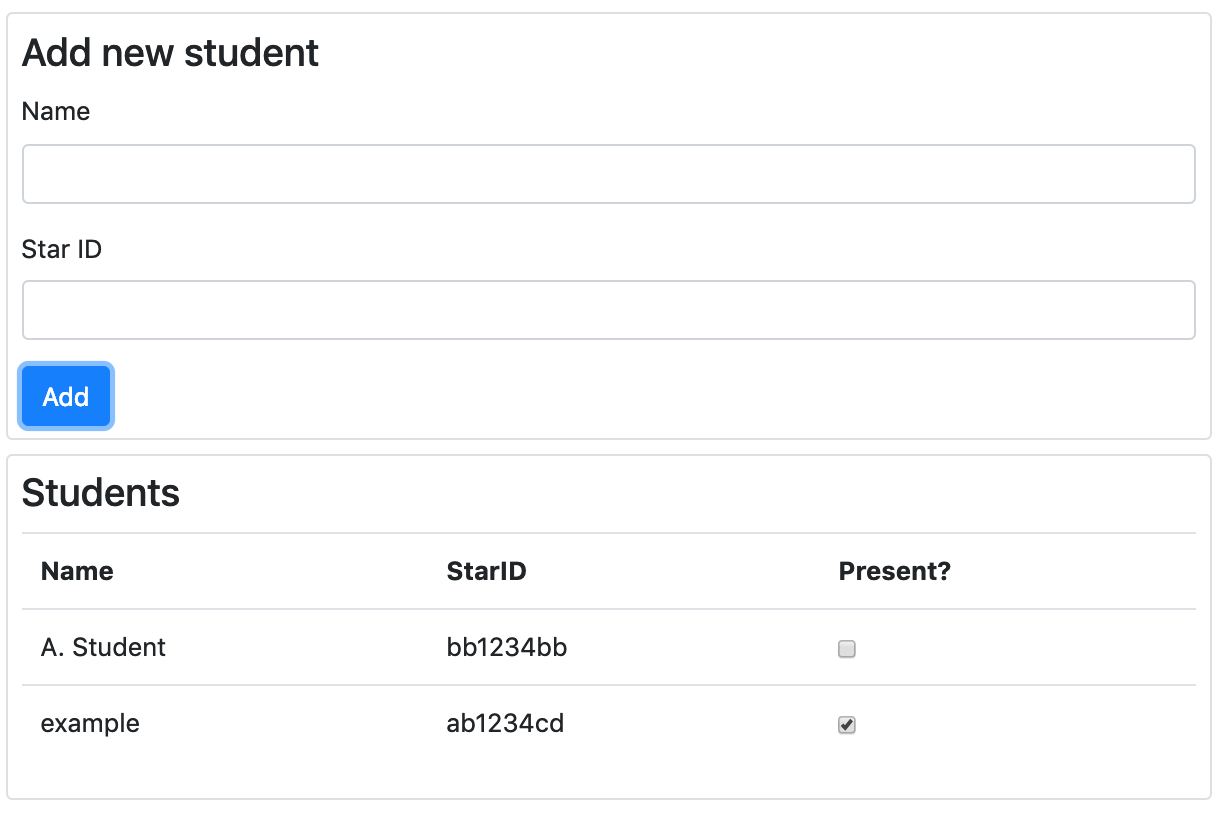 Add new student
Name
Star ID
Add
Students
Name StarID Present?
A. Student bb1234bb
example ab1234cd